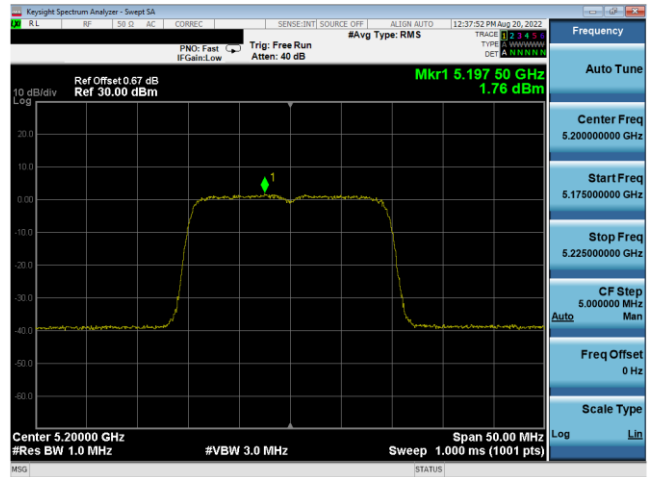 Keysight Spectrum Analyzer - Swept SA
RL RF 50 Ω AC CORREC SENSE:INT SOURCE OFF ALIGN AUTO 12:37:52 PM Aug 20, 2022
PNO: Fast Trig: Free Run #Avg Type: RMS TRACE 1 2 3 4 5 6
IFGain:Low Atten: 40 dB TYPE A WWWWW
DET A N N N N N
Ref Offset 0.67 dB
10 dB/div Ref 30.00 dBm
Log
Mkr1 5.197 50 GHz
1.76 dBm
20.0
10.0
1
0.00
-10.0
-20.0
-30.0
-40.0
-50.0
-60.0
Center 5.20000 GHz Span 50.00 MHz
#Res BW 1.0 MHz #VBW 3.0 MHz Sweep 1.000 ms (1001 pts)
MSG STATUS
Frequency
Auto Tune
Center Freq
5.200000000 GHz
Start Freq
5.175000000 GHz
Stop Freq
5.225000000 GHz
CF Step
5.000000 MHz
Auto Man
Freq Offset
0 Hz
Scale Type
Log Lin